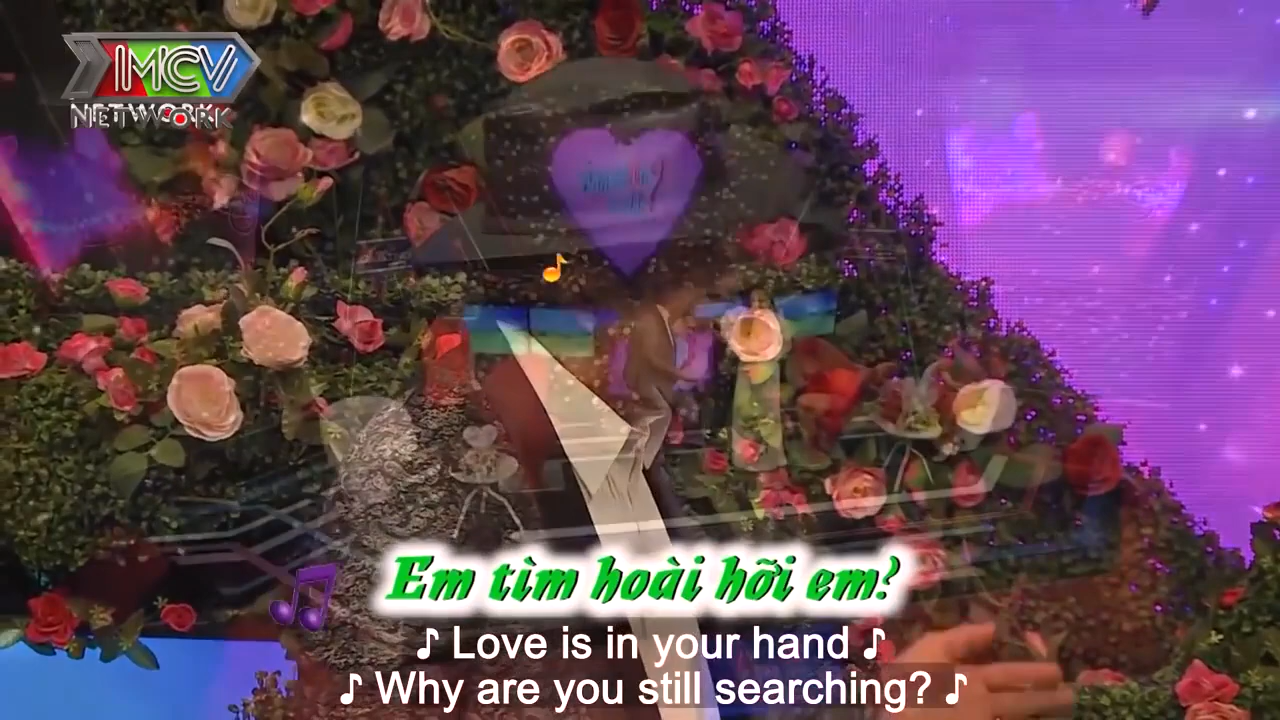 MCV
NETWORK
Em tìm hoài hỡi em?
♪ Love is in your hand ♪
♪ Why are you still searching? ♪